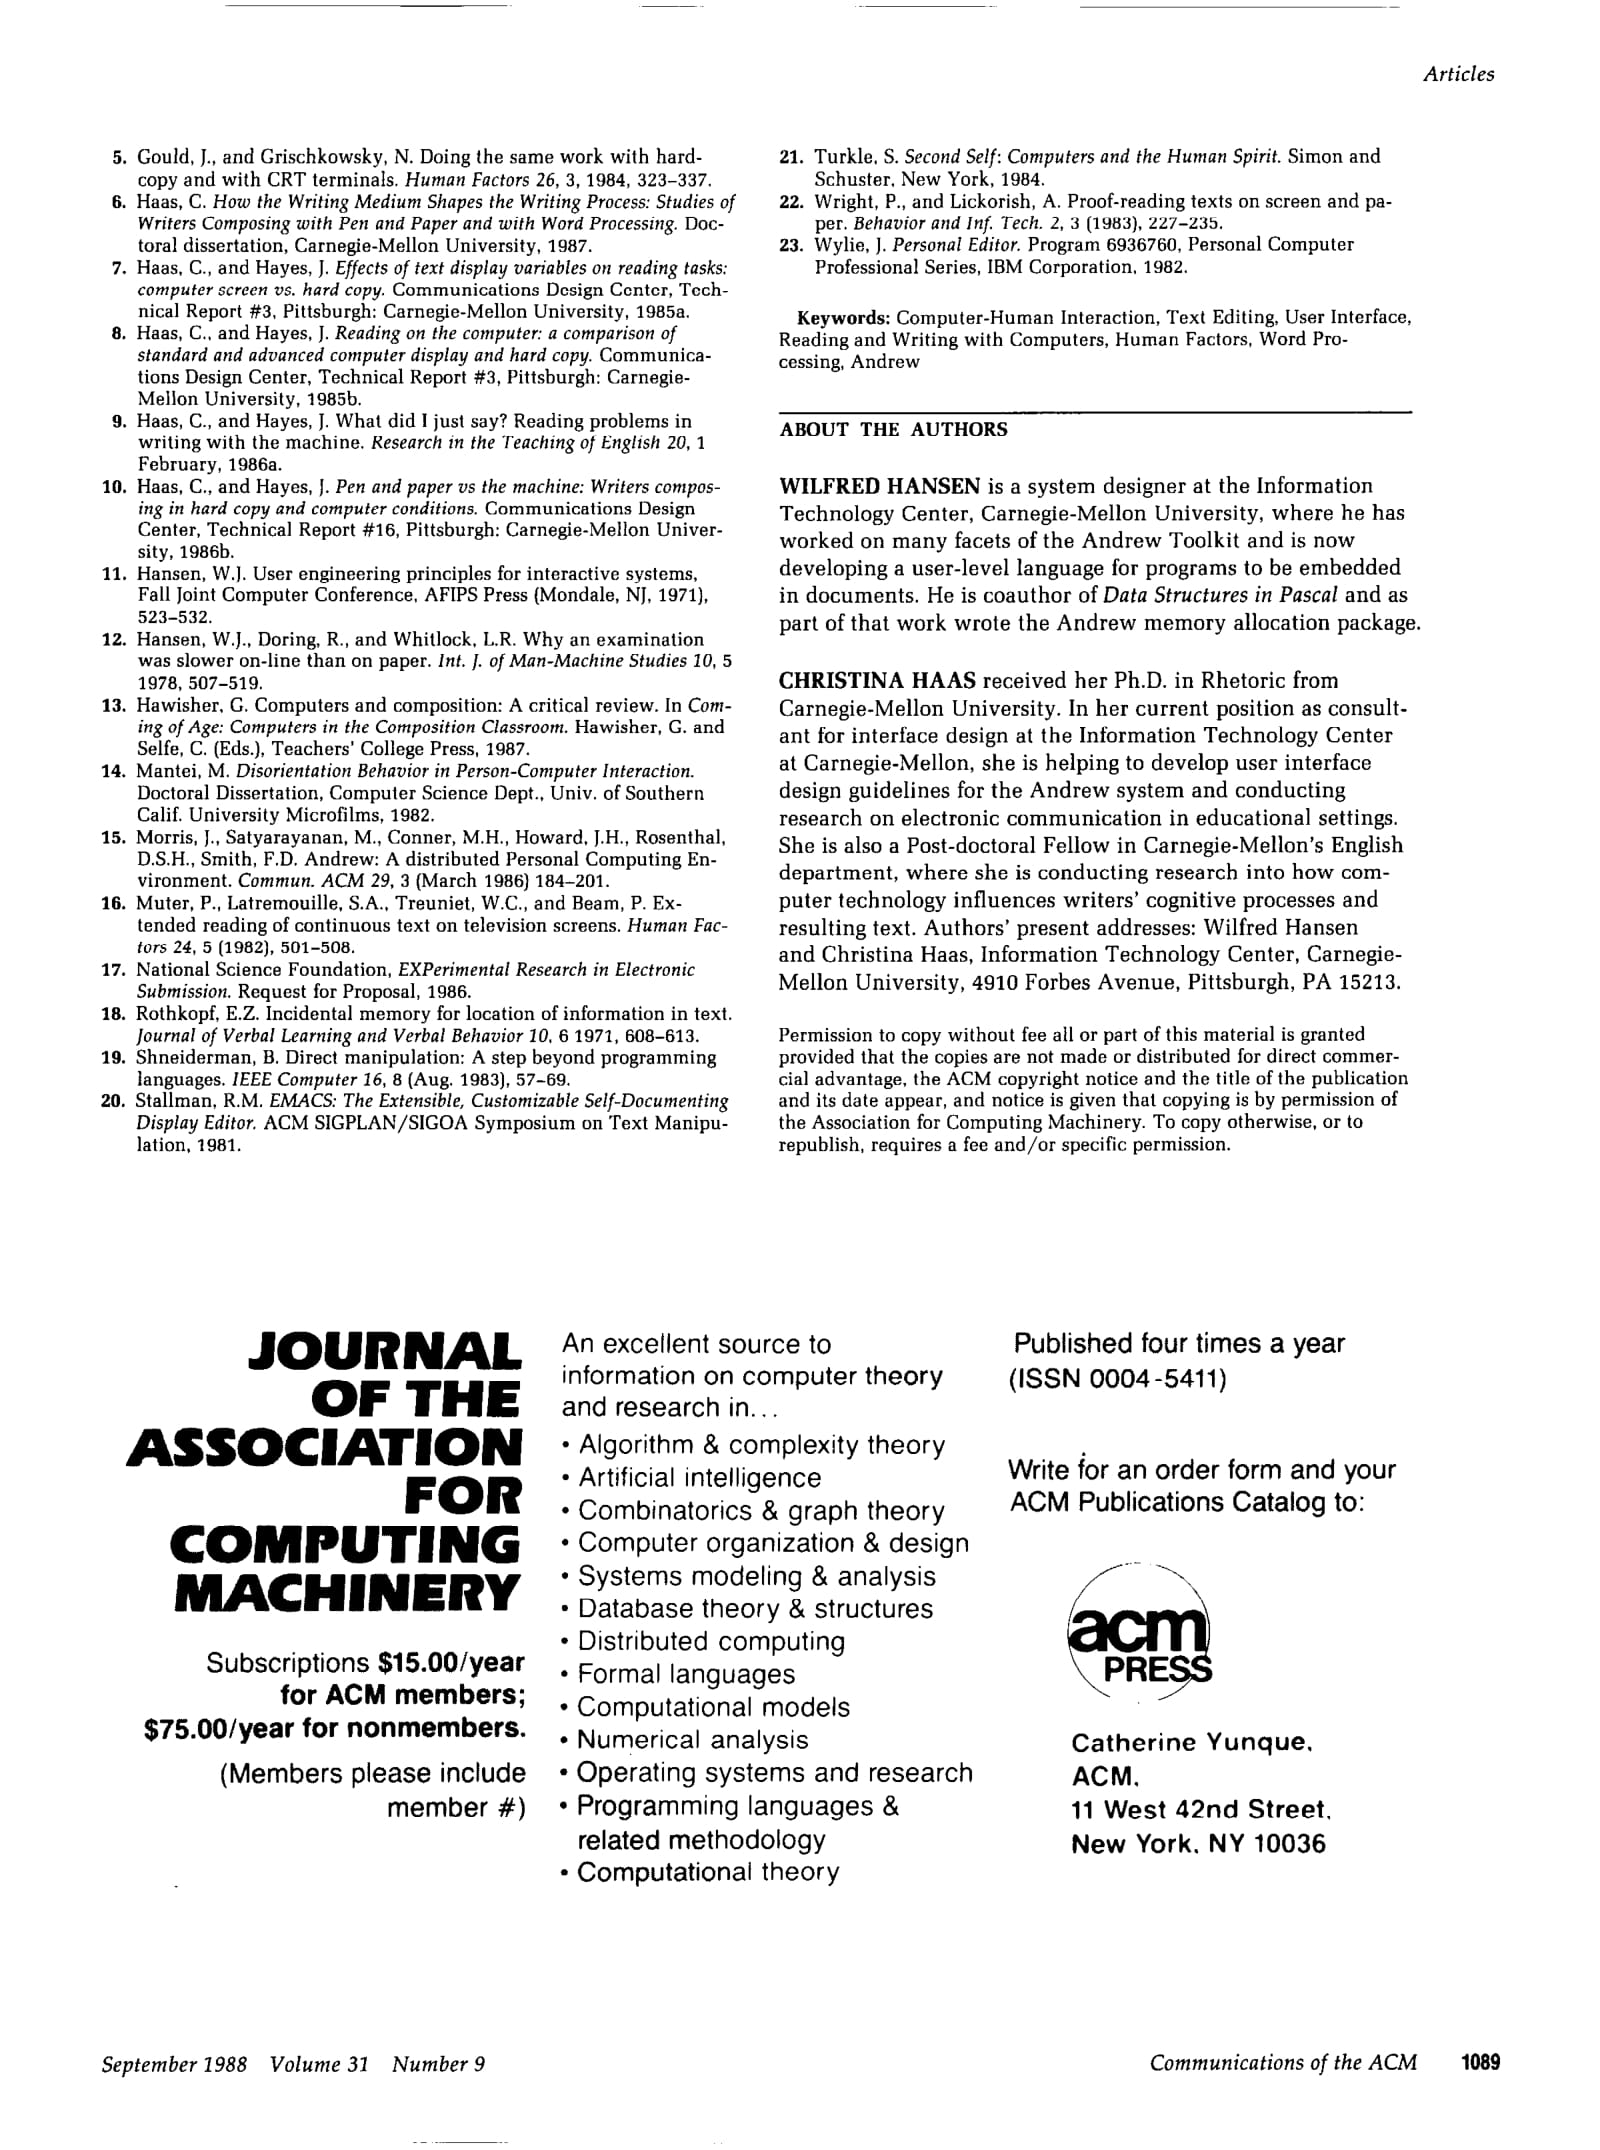 Articles
5. Gould, J., and Grischkowsky, N. Doing the same work with hard-
copy and with CRT terminals. Human Factors 26, 3, 1984, 323–337.
6. Haas, C. How the Writing Medium Shapes the Writing Process: Studies of
Writers Composing with Pen and Paper and with Word Processing. Doc-
toral dissertation, Carnegie-Mellon University, 1987.
7. Haas, C., and Hayes, J. Effects of text display variables on reading tasks:
computer screen vs. hard copy. Communications Design Center, Tech-
nical Report #3, Pittsburgh: Carnegie-Mellon University, 1985a.
8. Haas, C., and Hayes, J. Reading on the computer: a comparison of
standard and advanced computer display and hard copy. Communica-
tions Design Center, Technical Report #3, Pittsburgh: Carnegie-
Mellon University, 1985b.
9. Haas, C., and Hayes, J. What did I just say? Reading problems in
writing with the machine. Research in the Teaching of English 20, 1
February, 1986a.
10. Haas, C., and Hayes, J. Pen and paper vs the machine: Writers compos-
ing in hard copy and computer conditions. Communications Design
Center, Technical Report #16, Pittsburgh: Carnegie-Mellon Univer-
sity, 1986b.
11. Hansen, W.J. User engineering principles for interactive systems,
Fall Joint Computer Conference, AFIPS Press (Mondale, NJ, 1971),
523–532.
12. Hansen, W.J., Doring, R., and Whitlock, L.R. Why an examination
was slower on-line than on paper. Int. J. of Man-Machine Studies 10, 5
1978, 507–519.
13. Hawisher, G. Computers and composition: A critical review. In Com-
ing of Age: Computers in the Composition Classroom. Hawisher, G. and
Selfe, C. (Eds.), Teachers' College Press, 1987.
14. Mantei, M. Disorientation Behavior in Person-Computer Interaction.
Doctoral Dissertation, Computer Science Dept., Univ. of Southern
Calif. University Microfilms, 1982.
15. Morris, J., Satyarayanan, M., Conner, M.H., Howard, J.H., Rosenthal,
D.S.H., Smith, F.D. Andrew: A distributed Personal Computing En-
vironment. Commun. ACM 29, 3 (March 1986) 184–201.
16. Muter, P., Latremouille, S.A., Treuniet, W.C., and Beam, P. Ex-
tended reading of continuous text on television screens. Human Fac-
tors 24, 5 (1982), 501–508.
17. National Science Foundation, EXPerimental Research in Electronic
Submission. Request for Proposal, 1986.
18. Rothkopf, E.Z. Incidental memory for location of information in text.
Journal of Verbal Learning and Verbal Behavior 10, 6 1971, 608–613.
19. Shneiderman, B. Direct manipulation: A step beyond programming
languages. IEEE Computer 16, 8 (Aug. 1983), 57–69.
20. Stallman, R.M. EMACS: The Extensible, Customizable Self-Documenting
Display Editor. ACM SIGPLAN/SIGOA Symposium on Text Manipu-
lation, 1981.
21. Turkle, S. Second Self: Computers and the Human Spirit. Simon and
Schuster, New York, 1984.
22. Wright, P., and Lickorish, A. Proof-reading texts on screen and pa-
per. Behavior and Inf. Tech. 2, 3 (1983), 227–235.
23. Wylie, J. Personal Editor. Program 6936760, Personal Computer
Professional Series, IBM Corporation, 1982.
Keywords: Computer-Human Interaction, Text Editing, User Interface,
Reading and Writing with Computers, Human Factors, Word Pro-
cessing, Andrew
ABOUT THE AUTHORS
WILFRED HANSEN is a system designer at the Information
Technology Center, Carnegie-Mellon University, where he has
worked on many facets of the Andrew Toolkit and is now
developing a user-level language for programs to be embedded
in documents. He is coauthor of Data Structures in Pascal and as
part of that work wrote the Andrew memory allocation package.
CHRISTINA HAAS received her Ph.D. in Rhetoric from
Carnegie-Mellon University. In her current position as consult-
ant for interface design at the Information Technology Center
at Carnegie-Mellon, she is helping to develop user interface
design guidelines for the Andrew system and conducting
research on electronic communication in educational settings.
She is also a Post-doctoral Fellow in Carnegie-Mellon's English
department, where she is conducting research into how com-
puter technology influences writers' cognitive processes and
resulting text. Authors' present addresses: Wilfred Hansen
and Christina Haas, Information Technology Center, Carnegie-
Mellon University, 4910 Forbes Avenue, Pittsburgh, PA 15213.
Permission to copy without fee all or part of this material is granted
provided that the copies are not made or distributed for direct commer-
cial advantage, the ACM copyright notice and the title of the publication
and its date appear, and notice is given that copying is by permission of
the Association for Computing Machinery. To copy otherwise, or to
republish, requires a fee and/or specific permission.
JOURNAL
OF THE
ASSOCIATION
FOR
COMPUTING
MACHINERY
Subscriptions $15.00/year
for ACM members;
$75.00/year for nonmembers.
(Members please include
member #)
An excellent source to
information on computer theory
and research in...
• Algorithm & complexity theory
• Artificial intelligence
• Combinatorics & graph theory
• Computer organization & design
• Systems modeling & analysis
• Database theory & structures
• Distributed computing
• Formal languages
• Computational models
• Numerical analysis
• Operating systems and research
• Programming languages &
related methodology
• Computational theory
Published four times a year
(ISSN 0004-5411)
Write for an order form and your
ACM Publications Catalog to:
acm
PRESS
Catherine Yunque,
ACM,
11 West 42nd Street,
New York, NY 10036
September 1988 Volume 31 Number 9
Communications of the ACM 1089